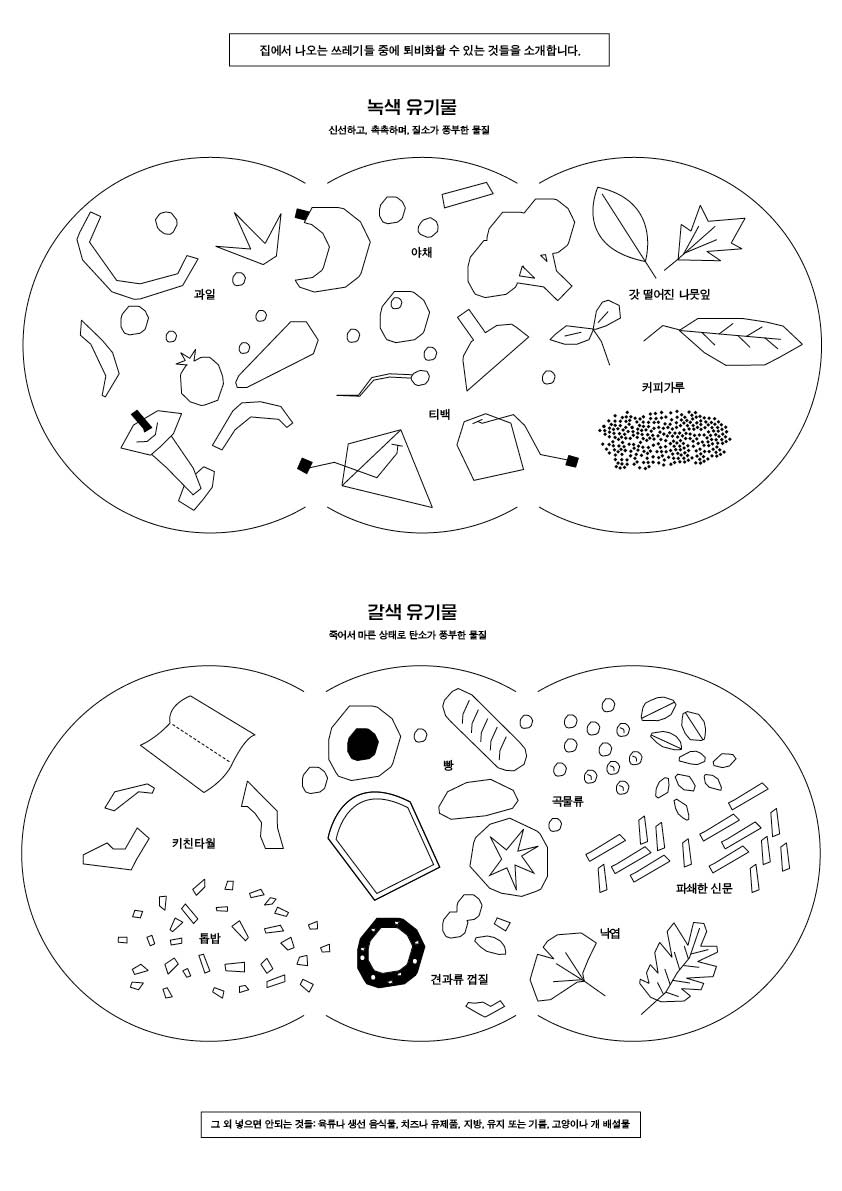 집에서 나오는 쓰레기들 중에 퇴비화할 수 있는 것들을 소개합니다.
녹색 유기물
신선하고, 촉촉하며, 질소가 풍부한 물질
야채
과일
갓 떨어진 나뭇잎
커피가루
티백
갈색 유기물
죽어서 마른 상태로 탄소가 풍부한 물질
빵
곡물류
키친타월
파쇄한 신문
톱밥
낙엽
견과류 껍질
그 외 넣으면 안되는 것들: 육류나 생선 음식물, 치즈나 유제품, 지방, 유지 또는 기름, 고양이나 개 배설물